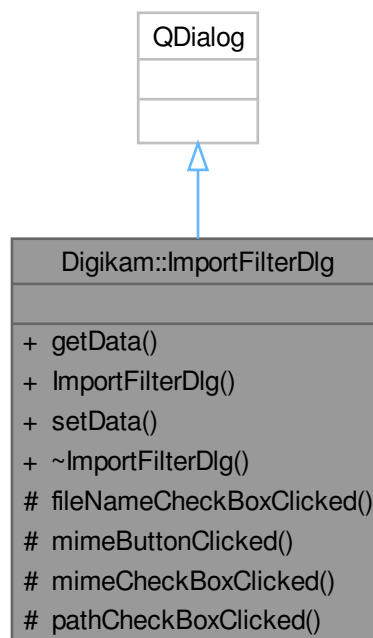 QDialog
Digikam::ImportFilterDlg
+ getData()
+ ImportFilterDlg()
+ setData()
+ ~ImportFilterDlg()
# fileNameCheckBoxClicked()
# mimeButtonClicked()
# mimeCheckBoxClicked()
# pathCheckBoxClicked()